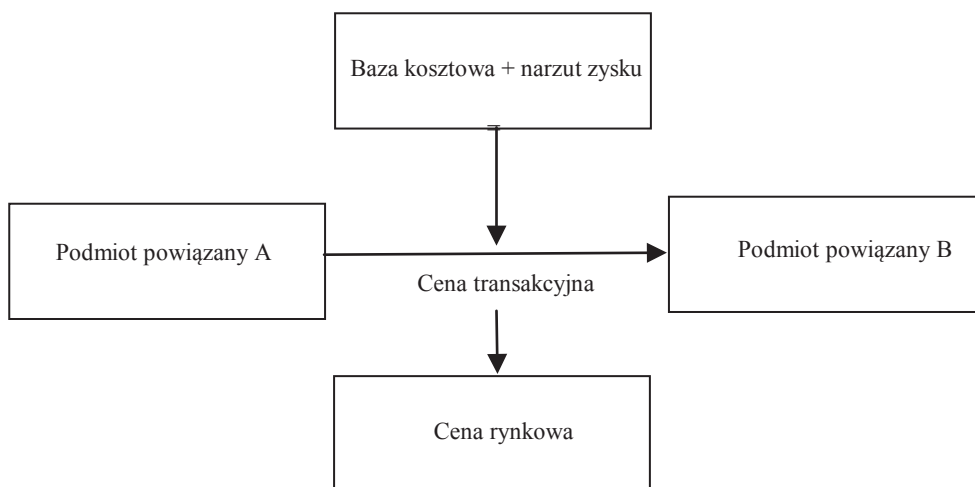 Baza kosztowa + narzut zysku
Podmiot powiązany A
Podmiot powiązany B
Cena transakcyjna
Cena rynkowa